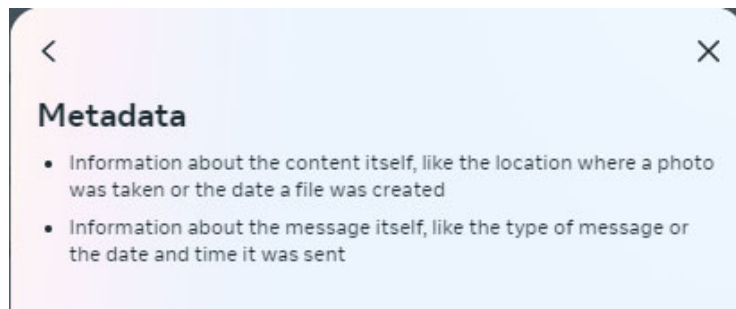 Metadata
• Information about the content itself, like the location where a photo
was taken or the date a file was created
• Information about the message itself, like the type of message or
the date and time it was sent